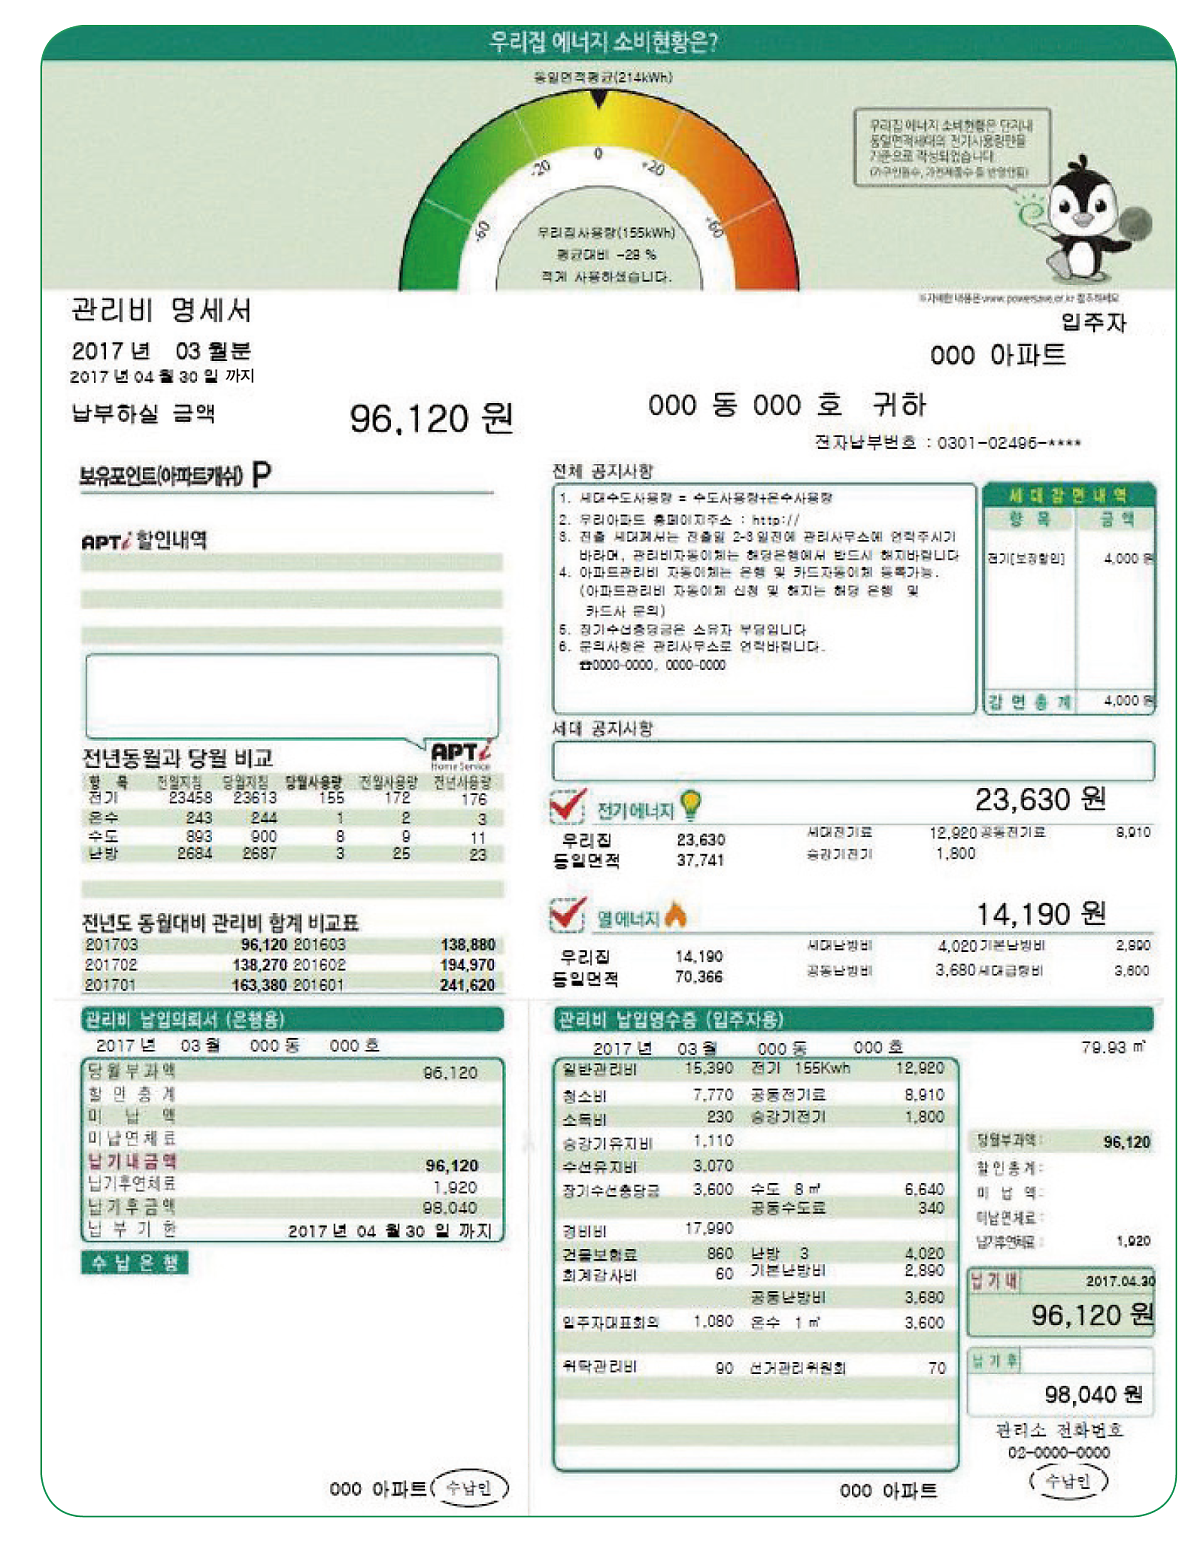 우리집 에너지 소비현황은?
동일면적평균(214kWh)
-60 -20 0 +20 +60
우리집사용량(155kWh)
평균대비 -28 %
적게 사용하셨습니다.
우리집 에너지 소비현황은 단지내
동일면적세대의 전기사용량만을
기준으로 작성되었습니다
(가구인원수, 가전제품수 등 반영안됨)
※자세한 내용은 www.powersave.or.kr 참조하세요
관리비 명세서
입주자
2017 년 03 월분
000 아파트
2017 년 04 월 30 일 까지
납부하실 금액 96,120 원
000 동 000 호 귀하
전자납부번호 : 0301-02496-****
보유포인트(아파트캐쉬) P
APTi 할인내역
전체 공지사항
1. 세대수도사용량 = 수도사용량+온수사용량
2. 우리아파트 홈페이지주소 : http://
3. 전출 세대께서는 전출일 2-3일전에 관리사무소에 연락주시기
바라며, 관리비자동이체는 해당은행에서 반드시 해지바랍니다
4. 아파트관리비 자동이체는 은행 및 카드자동이체 등록가능.
(아파트관리비 자동이체 신청 및 해지는 해당 은행 및
카드사 문의)
5. 장기수선충당금은 소유자 부담입니다
6. 문의사항은 관리사무소로 연락바랍니다.
☎0000-0000, 0000-0000
세 대 감 면 내 역
항 목 금 액
전기[보장할인] 4,000 원
감 면 총 계 4,000 원
세대 공지사항
전년동월과 당월 비교
APTi
Home Service
항 목 전월지침 당월지침 당월사용량 전월사용량 전년사용량
전기 23458 23613 155 172 176
온수 243 244 1 2 3
수도 893 900 8 9 11
난방 2684 2687 3 25 23
전년도 동월대비 관리비 합계 비교표
201703 96,120 201603 138,880
201702 138,270 201602 194,970
201701 163,380 201601 241,620
전기에너지 23,630 원
우리집 23,630 세대전기료 12,920 공동전기료 8,910
동일면적 37,741 승강기전기 1,800
열에너지 14,190 원
우리집 14,190 세대난방비 4,020 기본난방비 2,890
동일면적 70,366 공동난방비 3,680 세대급탕비 3,600
관리비 납입의뢰서 (은행용)
2017 년 03 월 000 동 000 호
당월부과액 96,120
할 인 총 계
미 납 액
미납연체료
납기내금액 96,120
납기후연체료 1,920
납기후금액 98,040
납 부 기 한 2017 년 04 월 30 일 까지
수 납 은 행
000 아파트 수납인
관리비 납입영수증 (입주자용)
2017 년 03 월 000 동 000 호 79.93 ㎡
일반관리비 15,390 전기 155Kwh 12,920
청소비 7,770 공동전기료 8,910
소독비 230 승강기전기 1,800
승강기유지비 1,110
수선유지비 3,070
장기수선충당금 3,600 수도 8 ㎥ 6,640
공동수도료 340
경비비 17,990
건물보험료 860 난방 3 4,020
회계감사비 60 기본난방비 2,890
공동난방비 3,680
입주자대표회의 1,080 온수 1 ㎥ 3,600
위탁관리비 90 선거관리위원회 70
당월부과액 : 96,120
할 인 총 계 :
미 납 액 :
미납연체료 :
납기후연체료 : 1,920
납 기 내 2017.04.30
96,120 원
납 기 후
98,040 원
관리소 전화번호
02-0000-0000
수납인
000 아파트